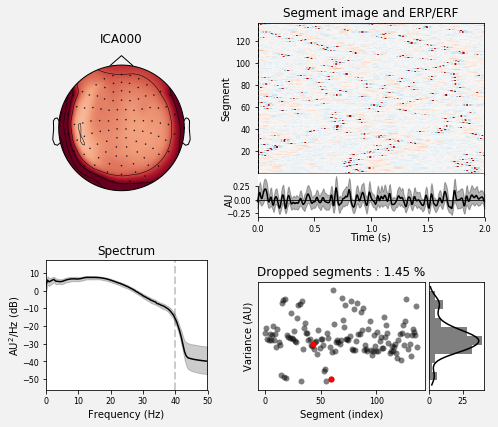 ICA000
Segment image and ERP/ERF
Segment
120
100
80
60
40
20
AU
0.25
0.00
−0.25
0.0
0.5
1.0
1.5
2.0
Time (s)
Spectrum
AU²/Hz (dB)
10
0
−10
−20
−30
−40
−50
0
10
20
30
40
50
Frequency (Hz)
Dropped segments : 1.45 %
Variance (AU)
0
50
100
Segment (index)
0
25